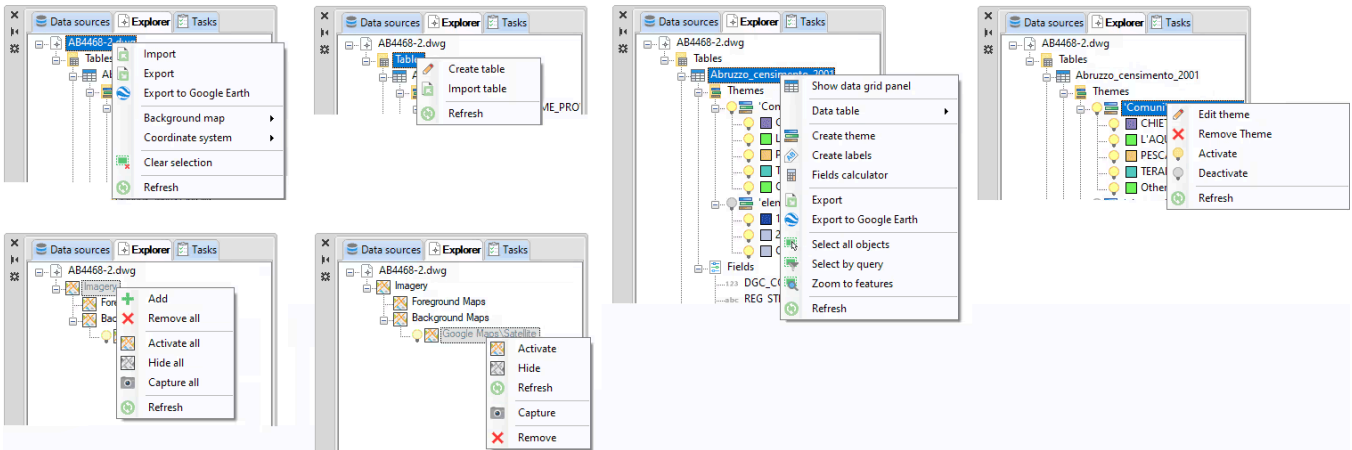 Data sources Explorer Tasks
AB4468-2.dwg
Tables
Import
Export
Export to Google Earth
Background map
Coordinate system
Clear selection
Refresh
Data sources Explorer Tasks
AB4468-2.dwg
Create table
Import table
Refresh
Data sources Explorer Tasks
AB4468-2.dwg
Tables
Abruzzo_censimento_2001
Themes
Fields
123 DGC_CO
abc REG_STR
Show data grid panel
Data table
Create theme
Create labels
Fields calculator
Export
Export to Google Earth
Select all objects
Select by query
Zoom to features
Refresh
Data sources Explorer Tasks
AB4468-2.dwg
Tables
Abruzzo_censimento_2001
Themes
'Comuni
CHIET
L'AQU
PESCA
TERA
Other
Edit theme
Remove Theme
Activate
Deactivate
Refresh
Data sources Explorer Tasks
AB4468-2.dwg
Imagery
Add
Remove all
Activate all
Hide all
Capture all
Refresh
Data sources Explorer Tasks
AB4468-2.dwg
Imagery
Foreground Maps
Background Maps
Google Maps\Satellite
Activate
Hide
Refresh
Capture
Remove